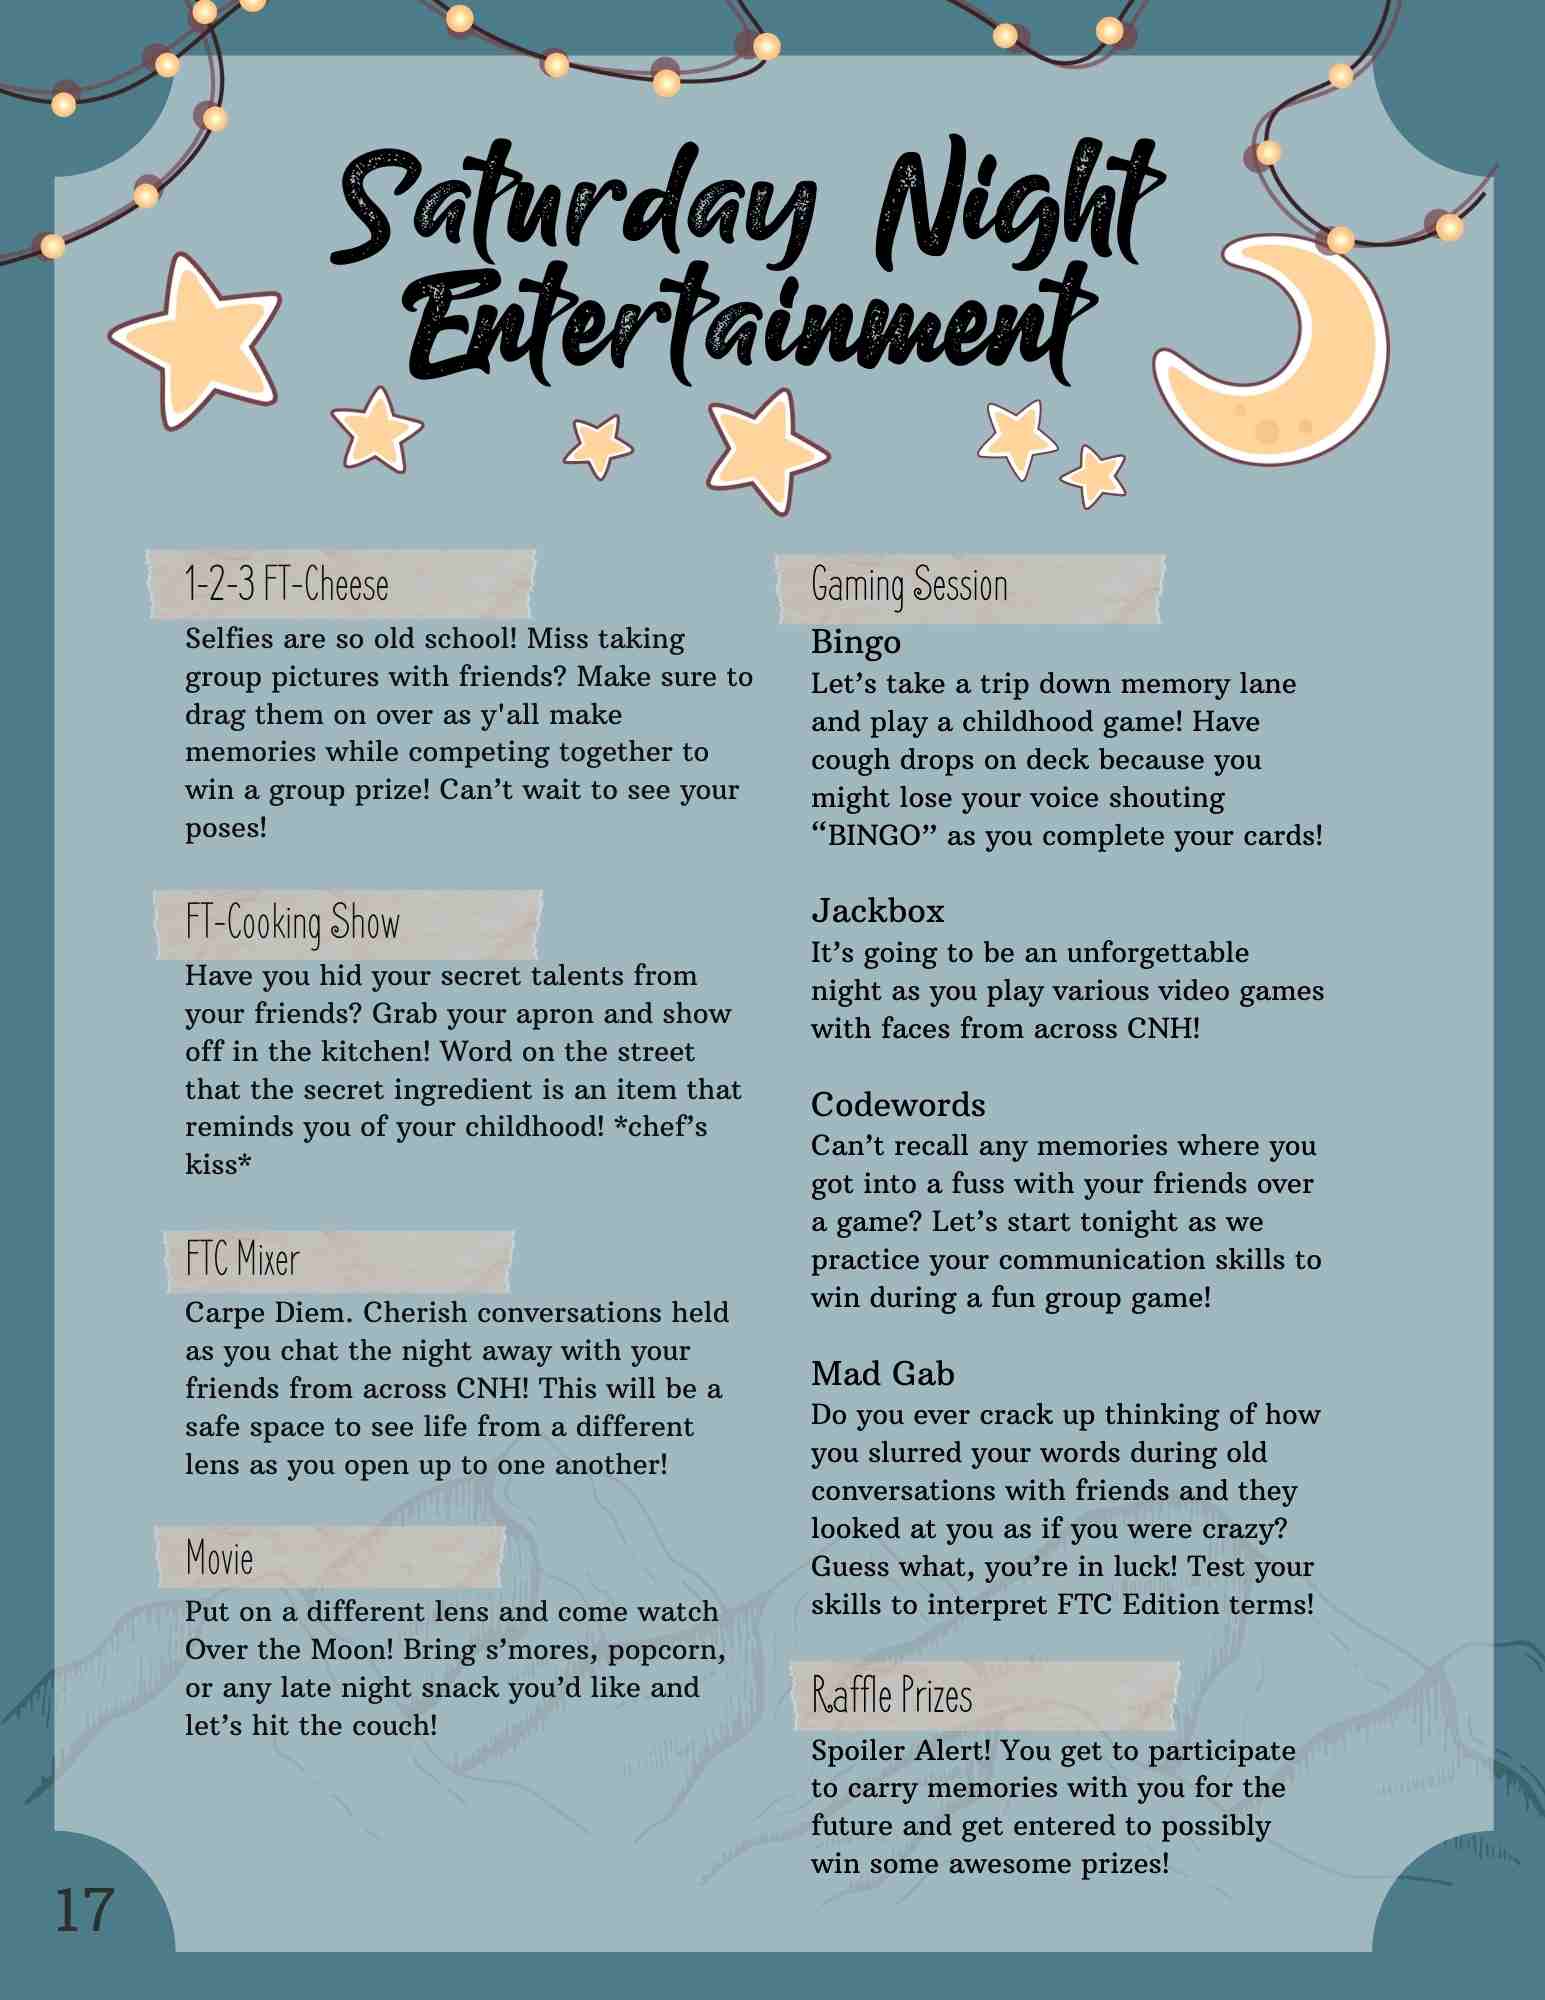 Saturday Night
Entertainment
1-2-3 FT-Cheese
Selfies are so old school! Miss taking
group pictures with friends? Make sure to
drag them on over as y'all make
memories while competing together to
win a group prize! Can’t wait to see your
poses!
FT-Cooking Show
Have you hid your secret talents from
your friends? Grab your apron and show
off in the kitchen! Word on the street
that the secret ingredient is an item that
reminds you of your childhood! *chef’s
kiss*
FTC Mixer
Carpe Diem. Cherish conversations held
as you chat the night away with your
friends from across CNH! This will be a
safe space to see life from a different
lens as you open up to one another!
Movie
Put on a different lens and come watch
Over the Moon! Bring s’mores, popcorn,
or any late night snack you’d like and
let’s hit the couch!
Gaming Session
Bingo
Let’s take a trip down memory lane
and play a childhood game! Have
cough drops on deck because you
might lose your voice shouting
“BINGO” as you complete your cards!
Jackbox
It’s going to be an unforgettable
night as you play various video games
with faces from across CNH!
Codewords
Can’t recall any memories where you
got into a fuss with your friends over
a game? Let’s start tonight as we
practice your communication skills to
win during a fun group game!
Mad Gab
Do you ever crack up thinking of how
you slurred your words during old
conversations with friends and they
looked at you as if you were crazy?
Guess what, you’re in luck! Test your
skills to interpret FTC Edition terms!
Raffle Prizes
Spoiler Alert! You get to participate
to carry memories with you for the
future and get entered to possibly
win some awesome prizes!
17